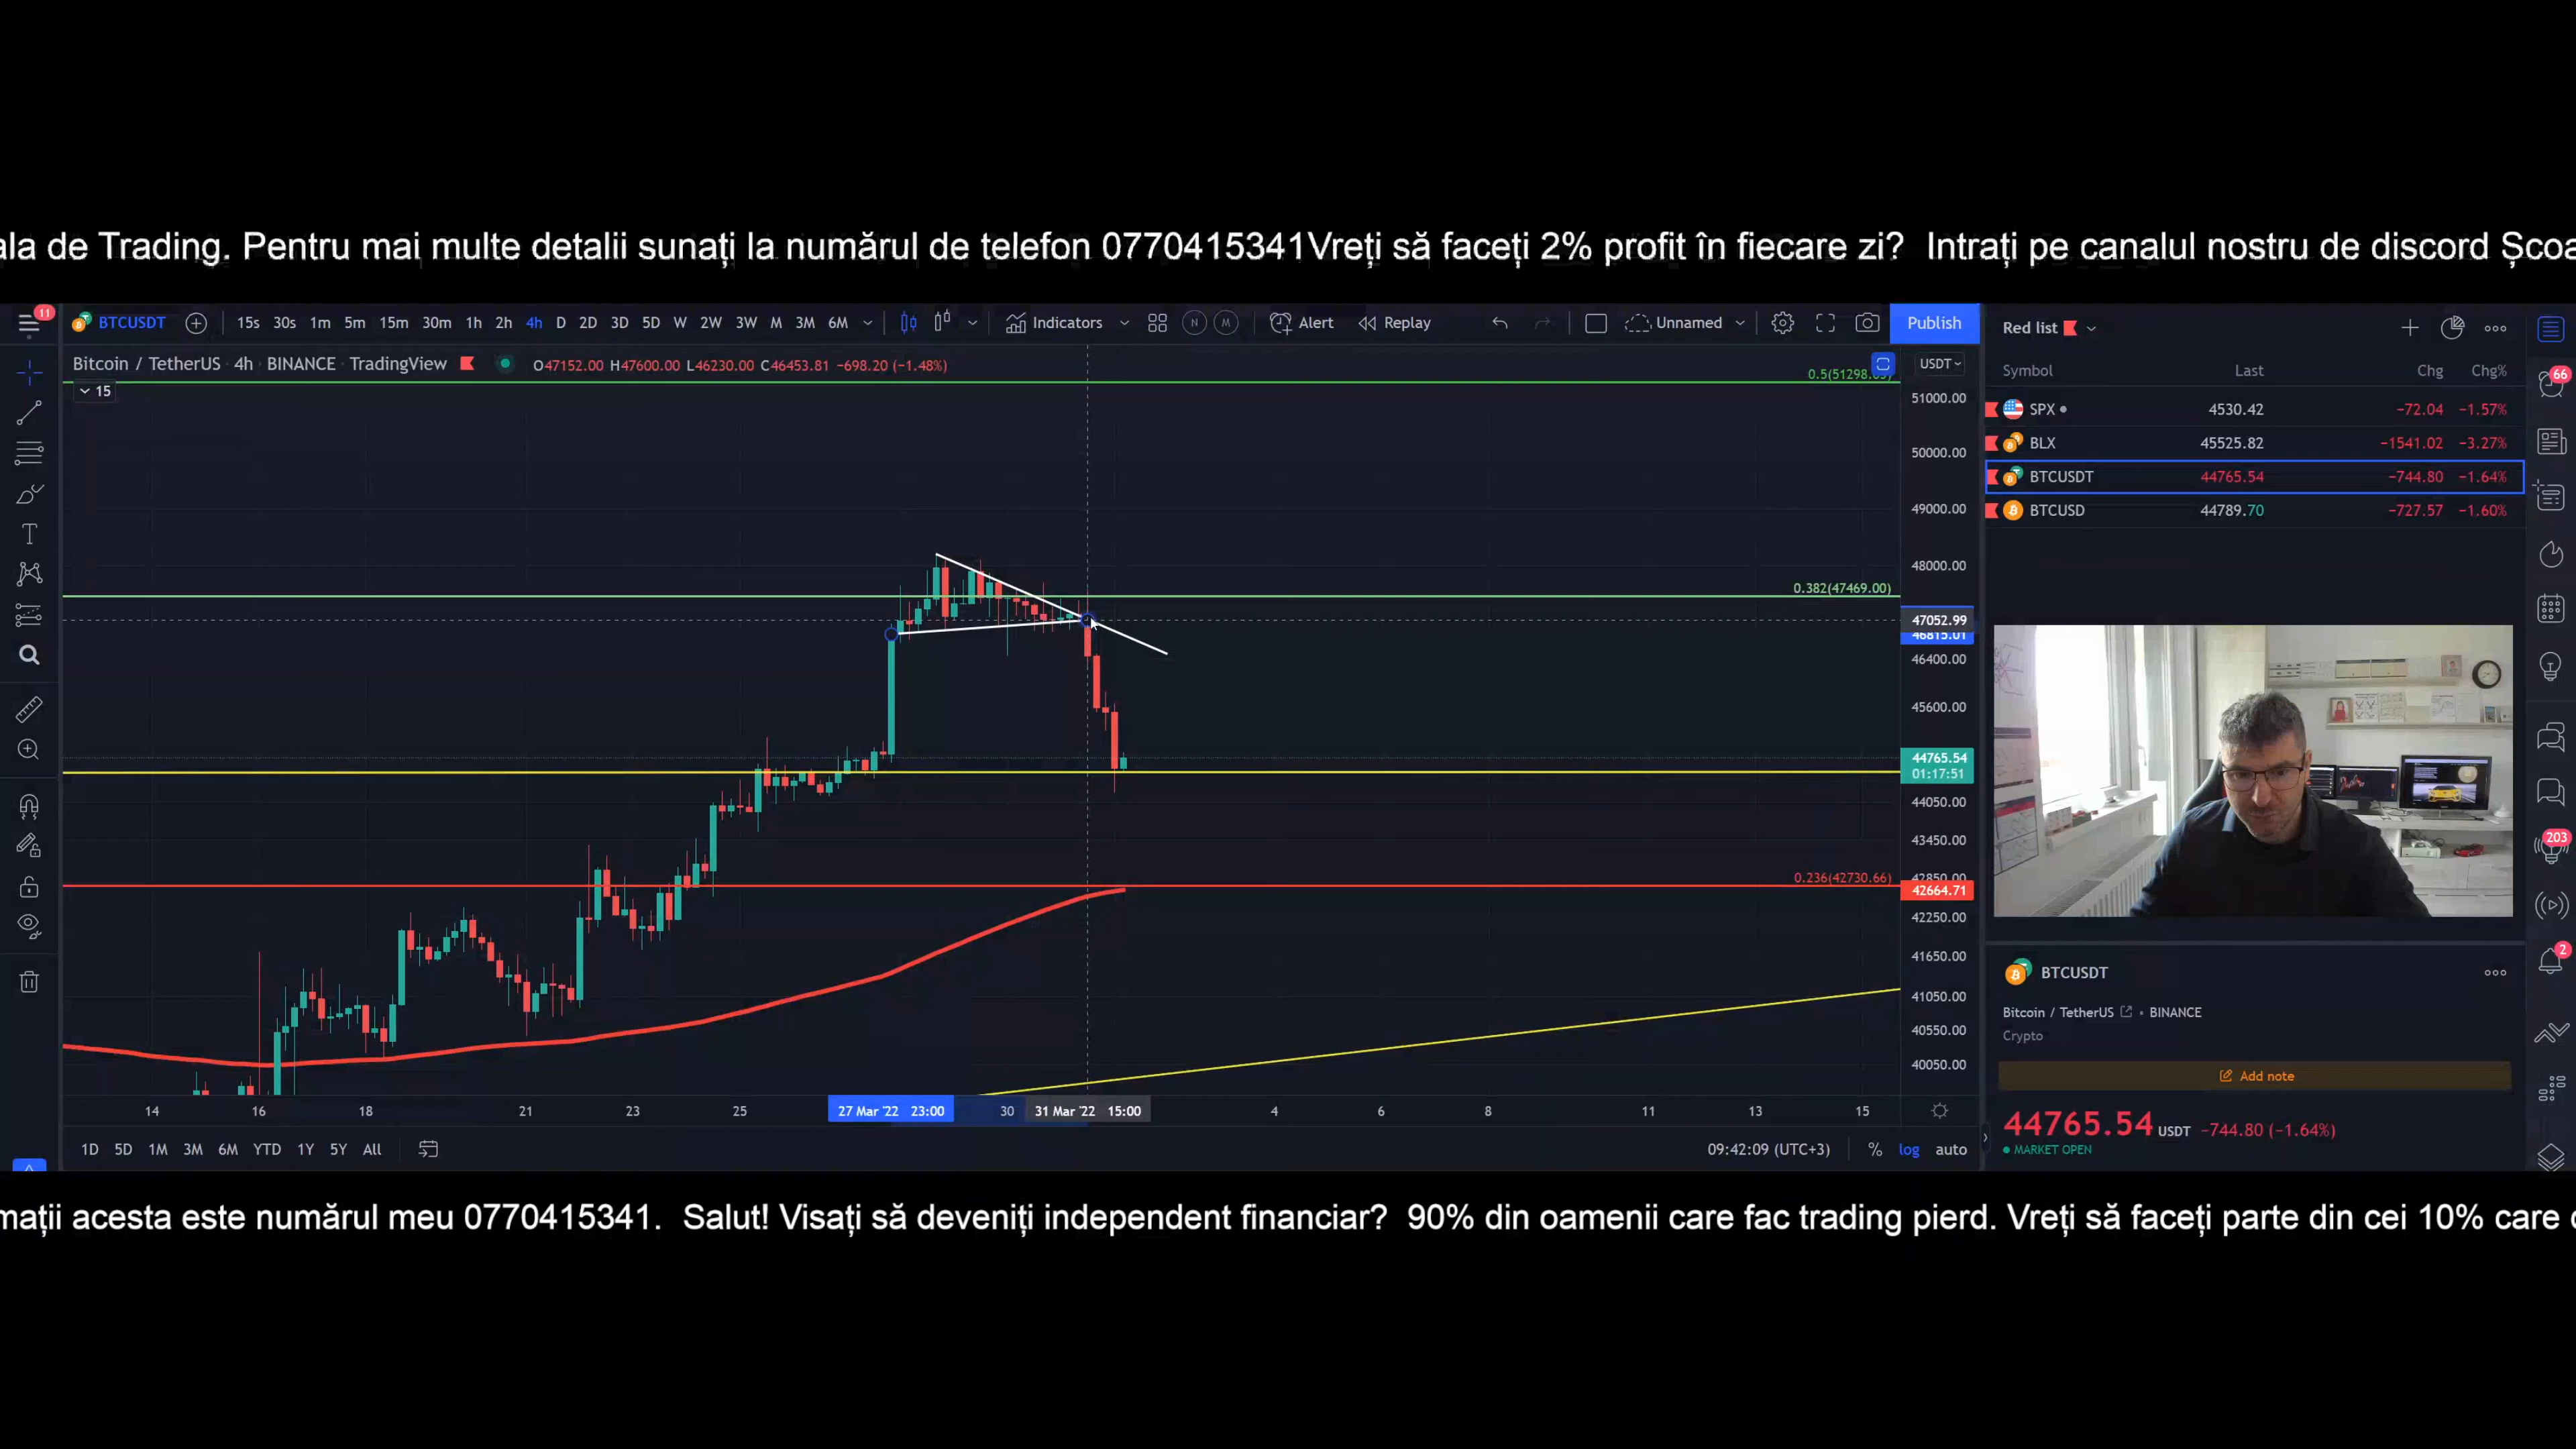 ala de Trading. Pentru mai multe detalii sunați la numărul de telefon 0770415341Vreți să faceți 2% profit în fiecare zi?  Intrați pe canalul nostru de discord Școa
11
BTCUSDT 15s 30s 1m 5m 15m 30m 1h 2h 4h D 2D 3D 5D W 2W 3W M 3M 6M Indicators N M Alert Replay Unnamed Publish
Bitcoin / TetherUS · 4h · BINANCE · TradingView O47152.00 H47600.00 L46230.00 C46453.81 −698.20 (−1.48%)
15
USDT
0.5(51298.
51000.00
50000.00
49000.00
48000.00
0.382(47469.00)
47052.99
46815.01
46400.00
45600.00
44765.54
01:17:51
44050.00
43450.00
0.236(42730.66)
42850.00
42664.71
42250.00
41650.00
41050.00
40550.00
40050.00
14 16 18 21 23 25 27 Mar '22 23:00 30 31 Mar '22 15:00 4 6 8 11 13 15
1D 5D 1M 3M 6M YTD 1Y 5Y All
09:42:09 (UTC+3) % log auto
Red list
Symbol Last Chg Chg%
SPX 4530.42 −72.04 −1.57%
BLX 45525.82 −1541.02 −3.27%
BTCUSDT 44765.54 −744.80 −1.64%
BTCUSD 44789.70 −727.57 −1.60%
BTCUSDT
Bitcoin / TetherUS · BINANCE
Crypto
Add note
44765.54 USDT −744.80 (−1.64%)
MARKET OPEN
66
203
2
mații acesta este numărul meu 0770415341.  Salut! Visați să deveniți independent financiar?  90% din oamenii care fac trading pierd. Vreți să faceți parte din cei 10% care